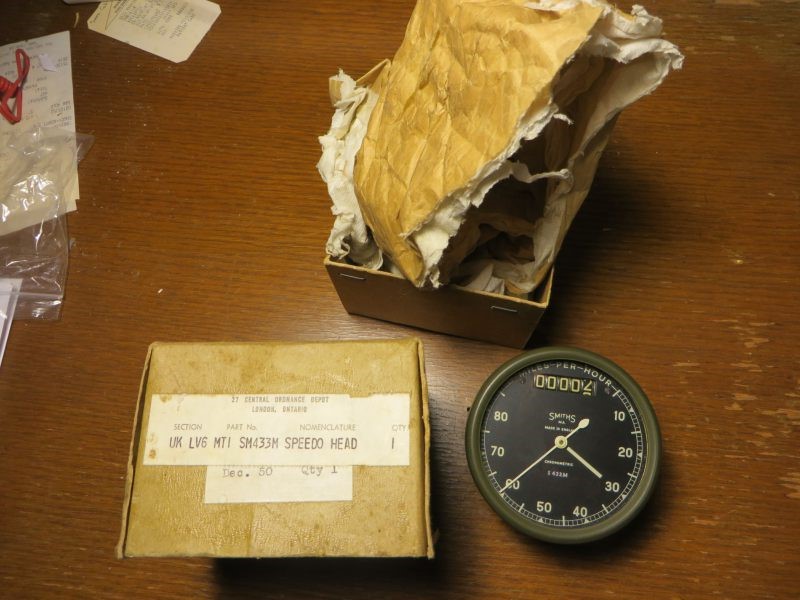 27 CENTRAL ORDNANCE DEPOT
LONDON, ONTARIO
SECTION PART No. NOMENCLATURE QTY
UK LV6 MT1 SM433M SPEEDO HEAD 1
Dec. 50 Qty 1
MILES-PER-HOUR
0000
80
10
SMITHS
M.A.
MADE IN ENGLAND
70
20
CHRONOMETRIC
S 433M
60
30
50
40